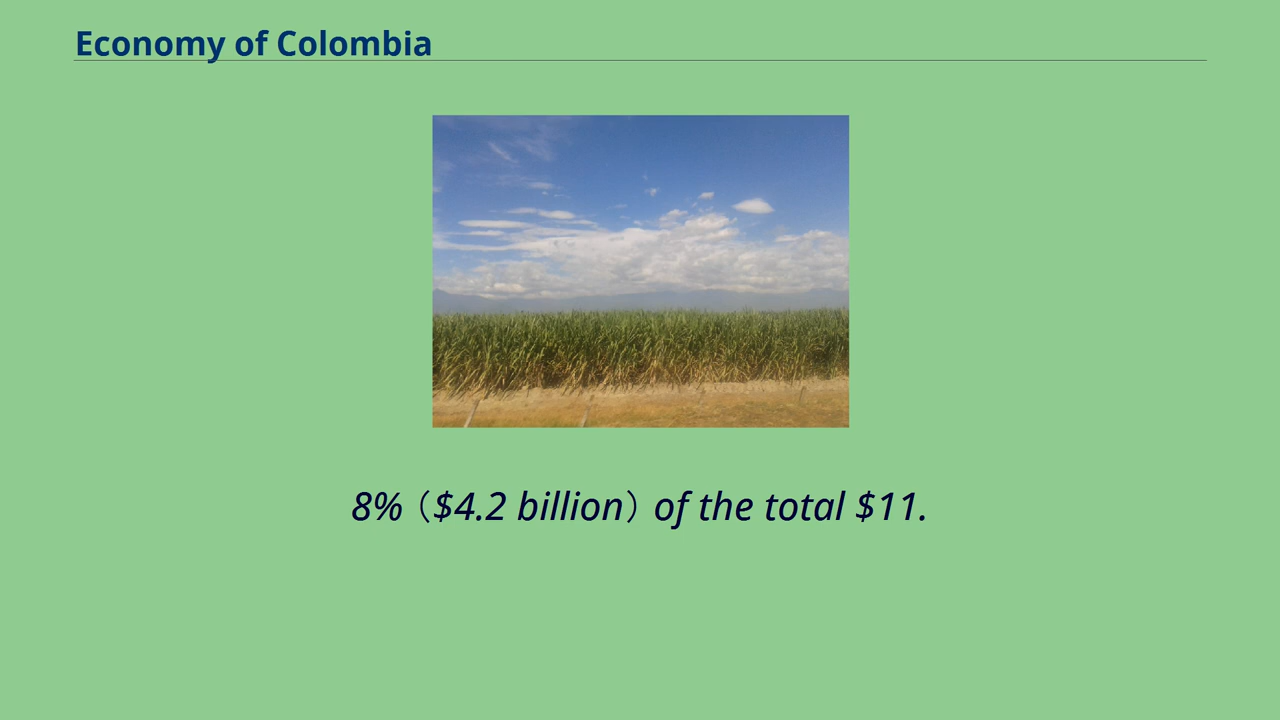 Economy of Colombia
8% （$4.2 billion） of the total $11.